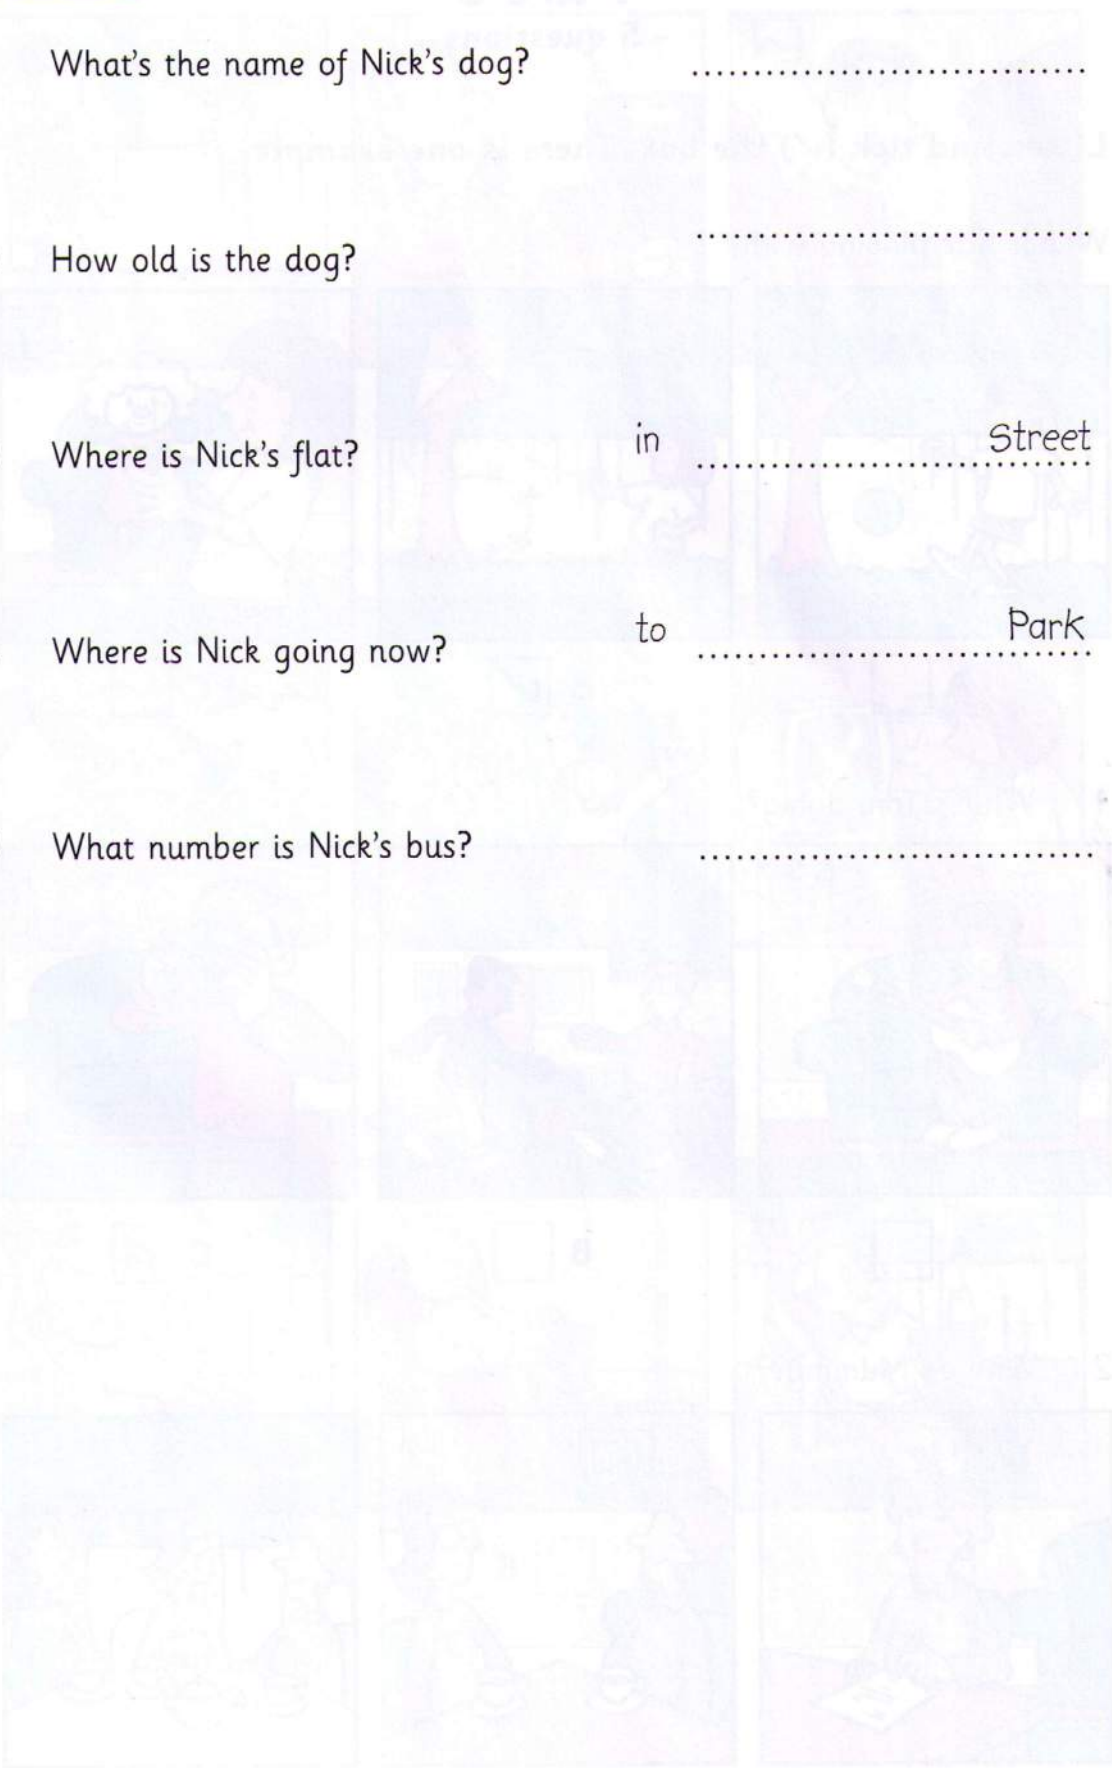 What's the name of Nick's dog? ................................
How old is the dog? ................................
Where is Nick's flat? in ................................ Street
Where is Nick going now? to ................................ Park
What number is Nick's bus? ................................